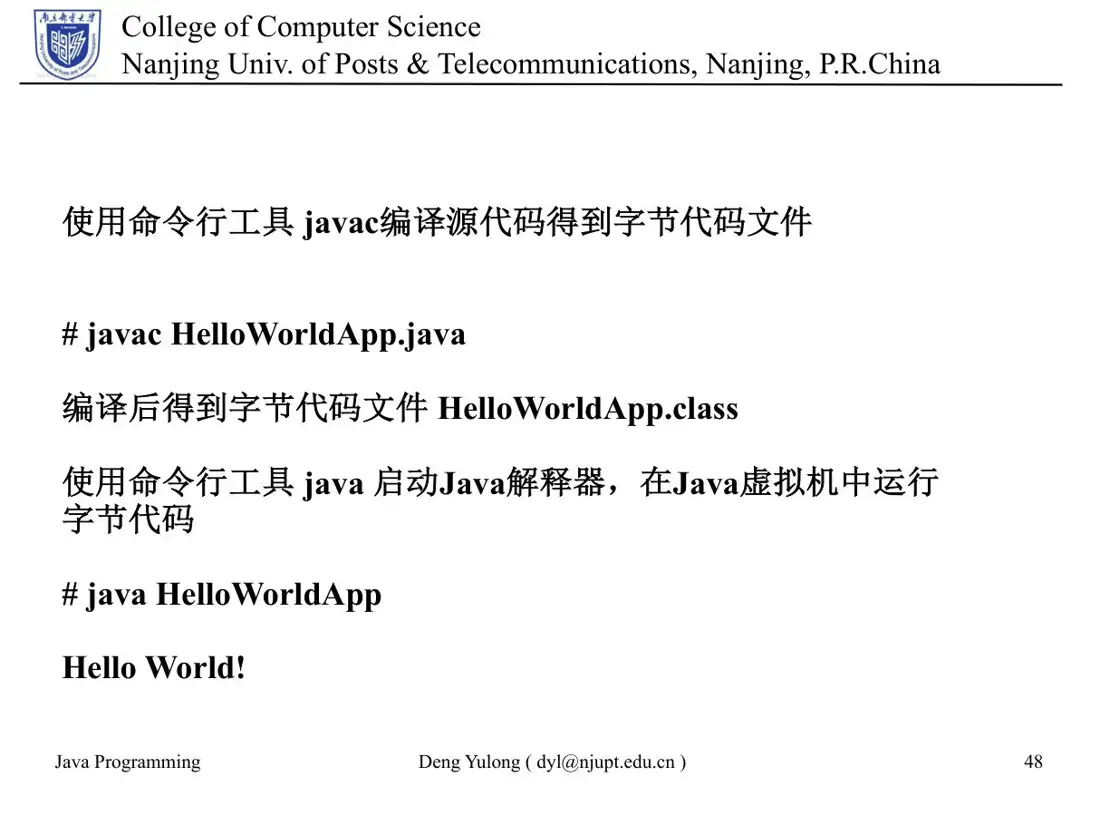 College of Computer Science
Nanjing Univ. of Posts & Telecommunications, Nanjing, P.R.China
使用命令行工具 javac编译源代码得到字节代码文件
# javac HelloWorldApp.java
编译后得到字节代码文件 HelloWorldApp.class
使用命令行工具 java 启动Java解释器，在Java虚拟机中运行
字节代码
# java HelloWorldApp
Hello World!
Java Programming
Deng Yulong ( dyl@njupt.edu.cn )
48